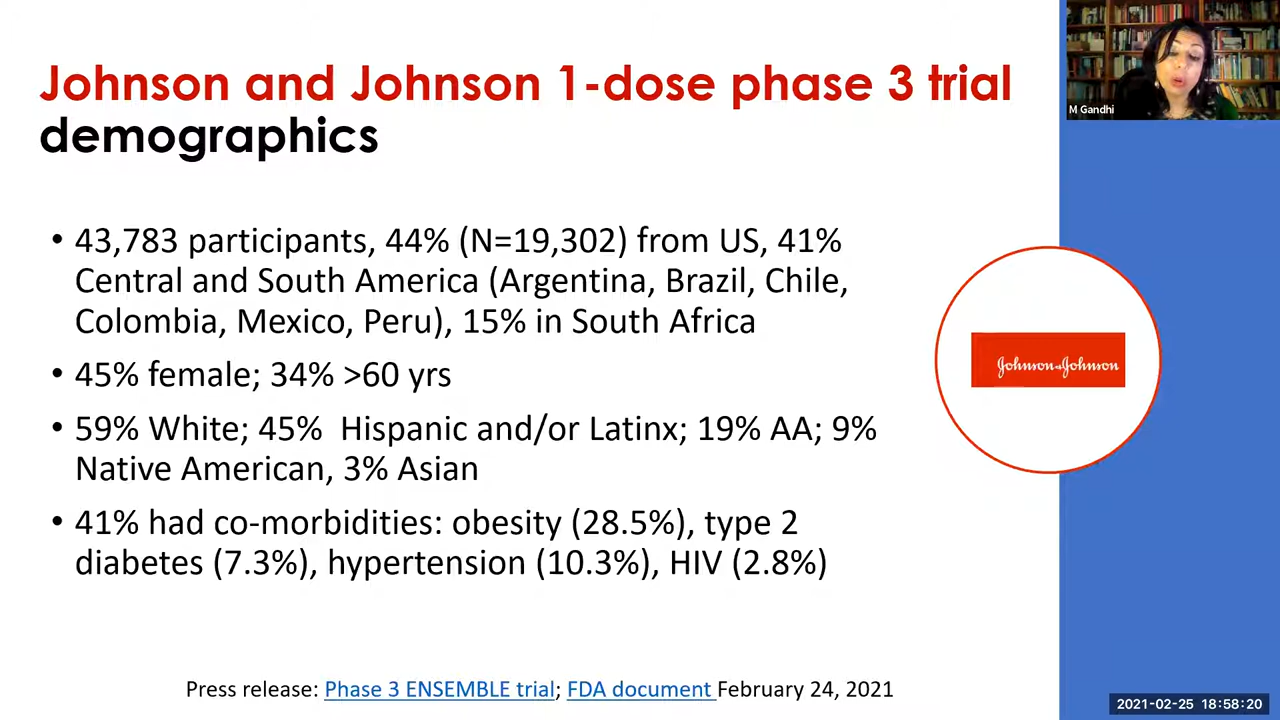 Johnson and Johnson 1-dose phase 3 trial
demographics
M Gandhi
• 43,783 participants, 44% (N=19,302) from US, 41%
Central and South America (Argentina, Brazil, Chile,
Colombia, Mexico, Peru), 15% in South Africa
• 45% female; 34% >60 yrs
• 59% White; 45%  Hispanic and/or Latinx; 19% AA; 9%
Native American, 3% Asian
• 41% had co-morbidities: obesity (28.5%), type 2
diabetes (7.3%), hypertension (10.3%), HIV (2.8%)
Johnson & Johnson
Press release: Phase 3 ENSEMBLE trial; FDA document February 24, 2021
2021-02-25 18:58:20